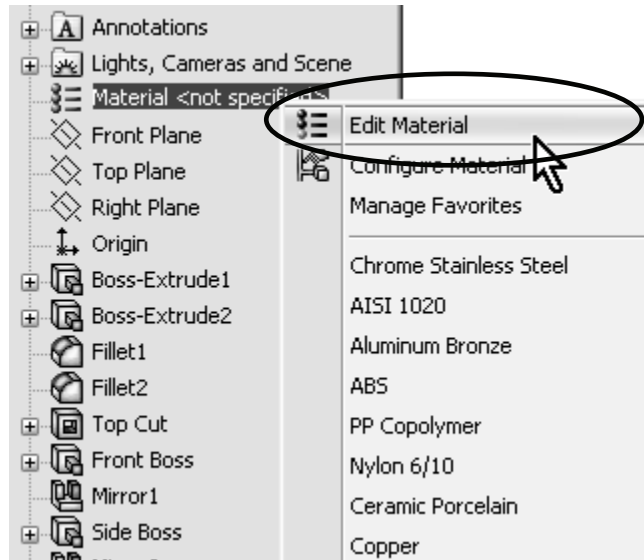 Annotations
Lights, Cameras and Scene
Material <not specified>
Front Plane
Top Plane
Right Plane
Origin
Boss-Extrude1
Boss-Extrude2
Fillet1
Fillet2
Top Cut
Front Boss
Mirror1
Side Boss
Edit Material
Configure Material
Manage Favorites
Chrome Stainless Steel
AISI 1020
Aluminum Bronze
ABS
PP Copolymer
Nylon 6/10
Ceramic Porcelain
Copper